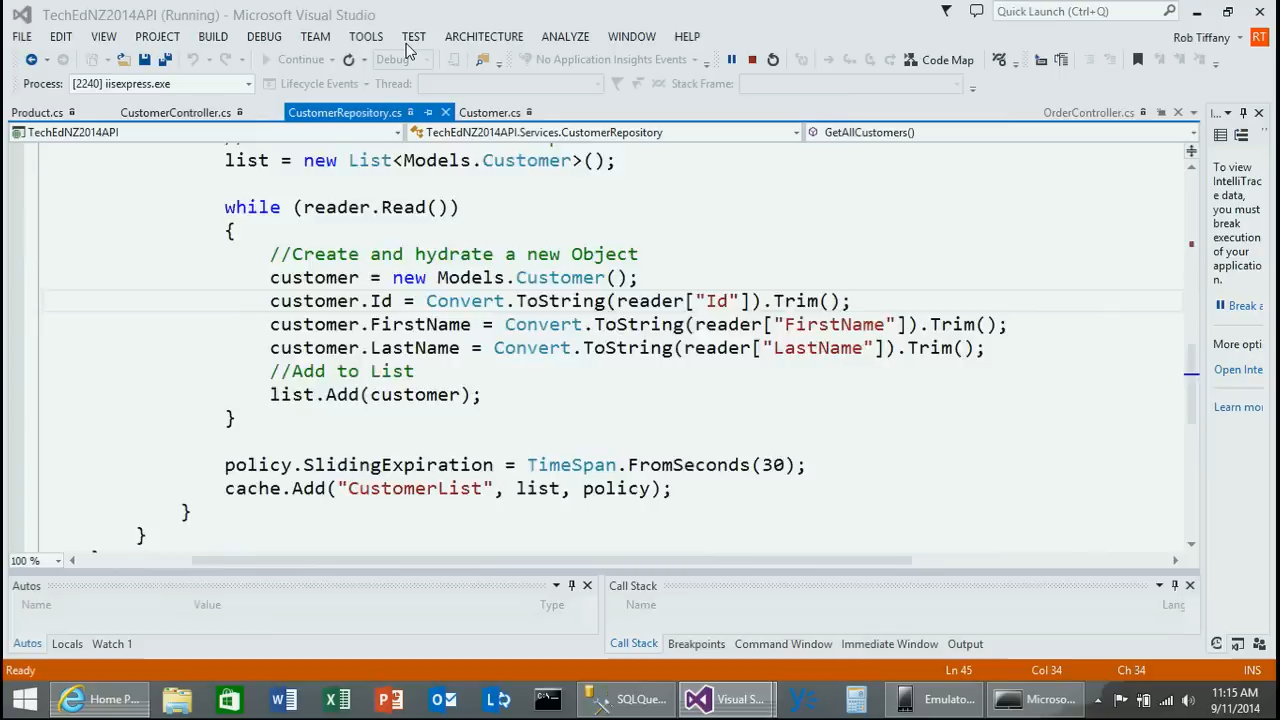 TechEdNZ2014API (Running) - Microsoft Visual Studio
Quick Launch (Ctrl+Q)
FILE EDIT VIEW PROJECT BUILD DEBUG TEAM TOOLS TEST ARCHITECTURE ANALYZE WINDOW HELP
Rob Tiffany RT
Continue Debug No Application Insights Events Code Map
Process: [2240] iisexpress.exe Lifecycle Events Thread: Stack Frame:
Product.cs CustomerController.cs CustomerRepository.cs Customer.cs OrderController.cs I...
TechEdNZ2014API TechEdNZ2014API.Services.CustomerRepository GetAllCustomers()
list = new List<Models.Customer>();
while (reader.Read())
{
//Create and hydrate a new Object
customer = new Models.Customer();
customer.Id = Convert.ToString(reader["Id"]).Trim();
customer.FirstName = Convert.ToString(reader["FirstName"]).Trim();
customer.LastName = Convert.ToString(reader["LastName"]).Trim();
//Add to List
list.Add(customer);
}
policy.SlidingExpiration = TimeSpan.FromSeconds(30);
cache.Add("CustomerList", list, policy);
}
}
To view
IntelliTrac
e data,
you must
break
execution
of your
applicatio
n.
Break a
More opti
Open Inte
Learn mo
100 %
Autos Call Stack
Name Value Type Name Lang
Autos Locals Watch 1 Call Stack Breakpoints Command Window Immediate Window Output
Ready Ln 45 Col 34 Ch 34 INS
Home P... SQLQue... Visual S... Emulato... Microso...
11:15 AM
9/11/2014